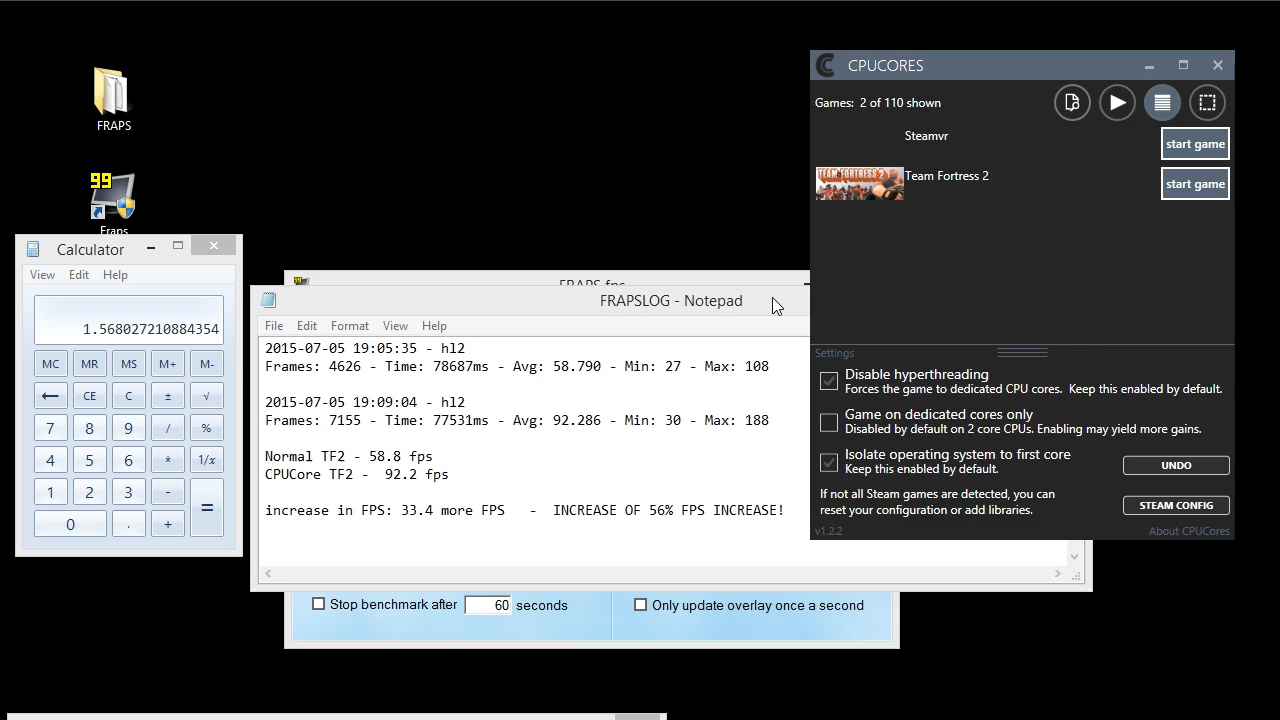 FRAPS
99
Fraps
Calculator
View Edit Help
1.568027210884354
MC MR MS M+ M-
← CE C ± √
7 8 9 / %
4 5 6 * 1/x
1 2 3 - =
0 . +
FRAPS fps
FRAPSLOG - Notepad
File Edit Format View Help
2015-07-05 19:05:35 - hl2
Frames: 4626 - Time: 78687ms - Avg: 58.790 - Min: 27 - Max: 108
2015-07-05 19:09:04 - hl2
Frames: 7155 - Time: 77531ms - Avg: 92.286 - Min: 30 - Max: 188
Normal TF2 - 58.8 fps
CPUCore TF2 -  92.2 fps
increase in FPS: 33.4 more FPS   -  INCREASE OF 56% FPS INCREASE!
Stop benchmark after 60 seconds
Only update overlay once a second
CPUCORES
Games: 2 of 110 shown
Steamvr
start game
TEAM FORTRESS 2
Team Fortress 2
start game
Settings
Disable hyperthreading
Forces the game to dedicated CPU cores. Keep this enabled by default.
Game on dedicated cores only
Disabled by default on 2 core CPUs. Enabling may yield more gains.
Isolate operating system to first core
Keep this enabled by default.
UNDO
If not all Steam games are detected, you can
reset your configuration or add libraries.
STEAM CONFIG
v1.2.2
About CPUCores